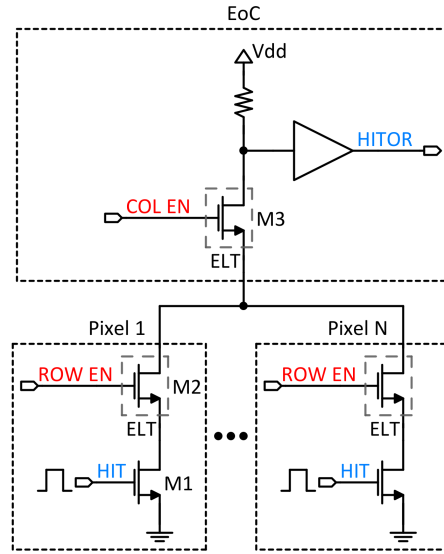 EoC
Vdd
HITOR
COL EN
M3
ELT
Pixel 1
Pixel N
ROW EN
M2
ROW EN
ELT
ELT
HIT
M1
HIT